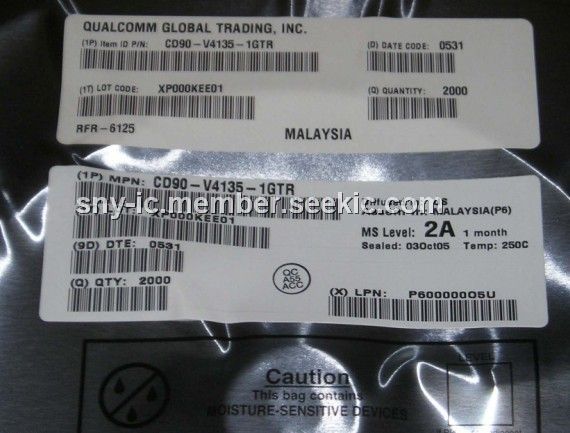 QUALCOMM GLOBAL TRADING, INC.
(1P) Item ID P/N: CD90-V4135-1GTR
(D) DATE CODE: 0531
(1T) LOT CODE: XP000KEE01
(Q) QUANTITY: 2000
RFR-6125
MALAYSIA
(1P) MPN: CD90-V4135-1GTR
sny-ic.member.seekic.com
XP000KEE01
MALAYSIA(P6)
MS Level: 2A 1 month
(9D) DTE: 0531
Sealed: 03Oct05 Temp: 250C
(Q) QTY: 2000
QC
A55
ACC
(X) LPN: P60000005U
Caution
This bag contains
MOISTURE-SENSITIVE DEVICES
LEVEL